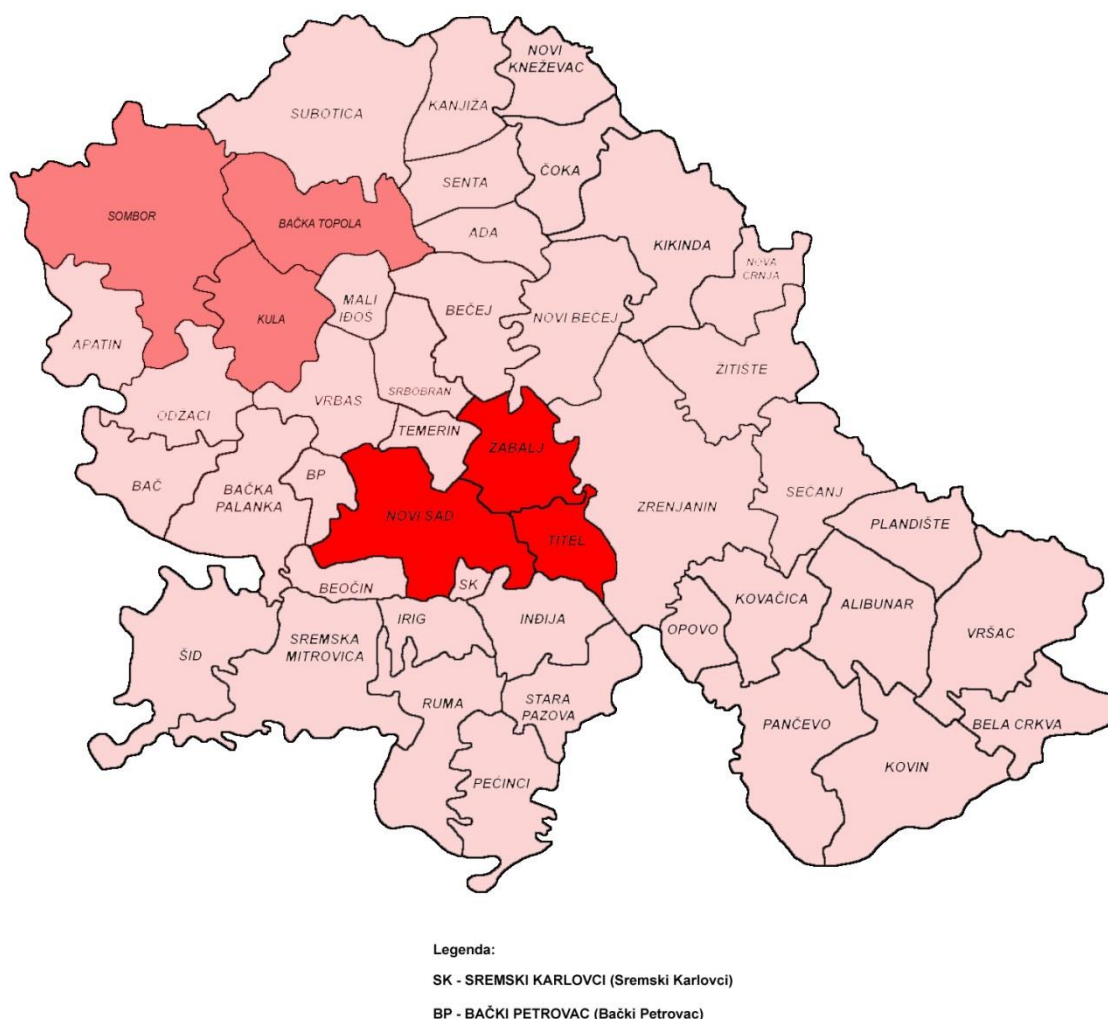 NOVI
KNEŽEVAC
SUBOTICA
KANJIŽA
ČOKA
SENTA
SOMBOR
BAČKA TOPOLA
ADA
KIKINDA
NOVA
CRNJA
MALI
IĐOŠ
BEČEJ
NOVI BEČEJ
KULA
APATIN
ŽITIŠTE
SRBOBRAN
VRBAS
ODZACI
TEMERIN
ZABALJ
BP
BAČ
BAČKA
PALANKA
SEČANJ
ZRENJANIN
NOVI SAD
PLANDIŠTE
TITEL
BEOČIN
SK
KOVAČICA
ALIBUNAR
IRIG
INĐIJA
OPOVO
VRŠAC
SREMSKA
MITROVICA
ŠID
RUMA
STARA
PAZOVA
PANČEVO
BELA CRKVA
KOVIN
PEĆINCI
Legenda:
SK - SREMSKI KARLOVCI (Sremski Karlovci)
BP - BAČKI PETROVAC (Bački Petrovac)